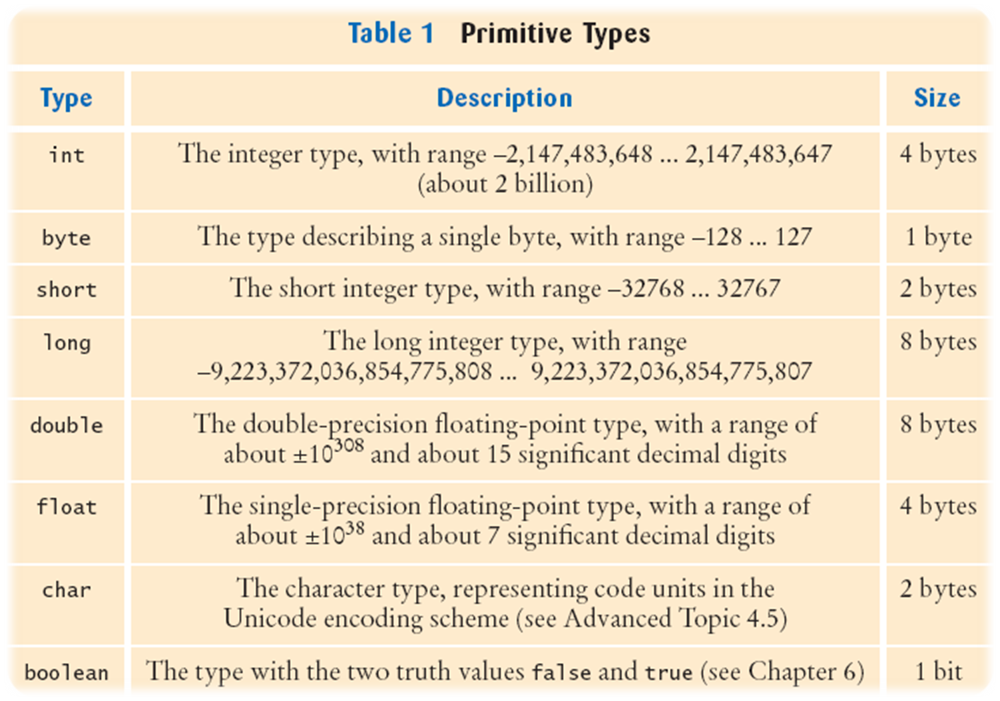 Table 1 Primitive Types
Type Description Size
int The integer type, with range –2,147,483,648 ... 2,147,483,647 4 bytes
(about 2 billion)
byte The type describing a single byte, with range –128 ... 127 1 byte
short The short integer type, with range –32768 ... 32767 2 bytes
long The long integer type, with range 8 bytes
–9,223,372,036,854,775,808 ... 9,223,372,036,854,775,807
double The double-precision floating-point type, with a range of 8 bytes
about ±10³⁰⁸ and about 15 significant decimal digits
float The single-precision floating-point type, with a range of 4 bytes
about ±10³⁸ and about 7 significant decimal digits
char The character type, representing code units in the 2 bytes
Unicode encoding scheme (see Advanced Topic 4.5)
boolean The type with the two truth values false and true (see Chapter 6) 1 bit